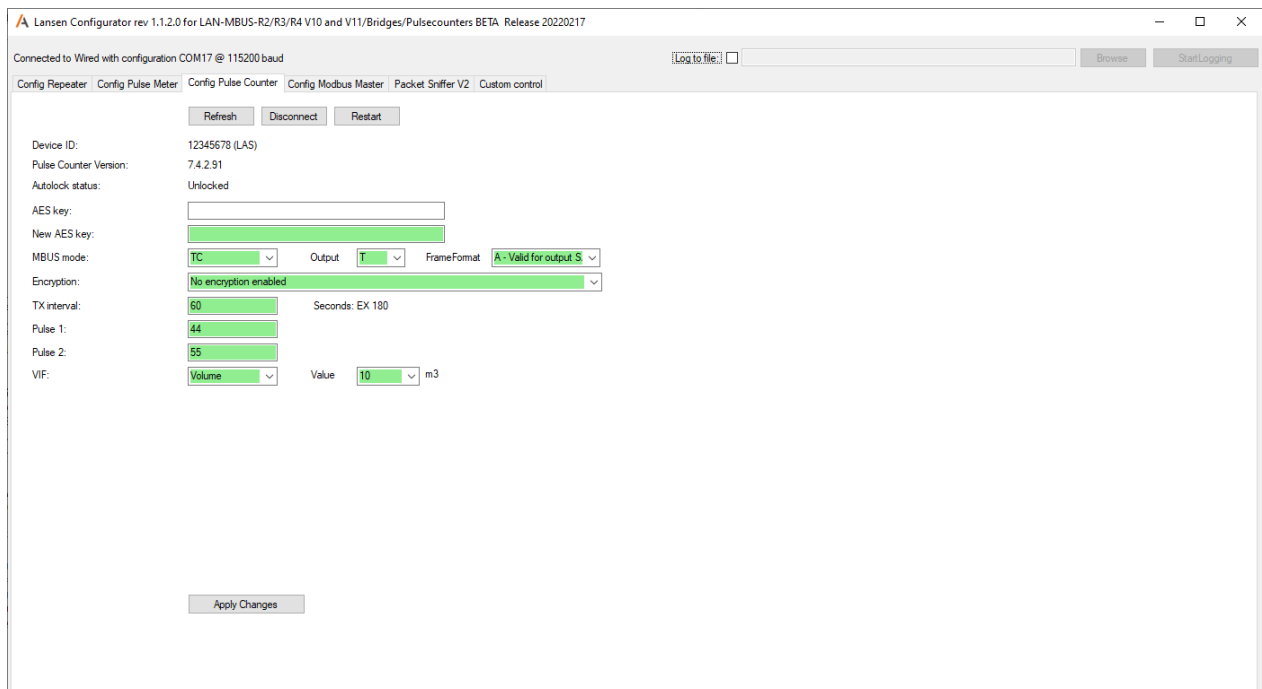 Lansen Configurator rev 1.1.2.0 for LAN-MBUS-R2/R3/R4 V10 and V11/Bridges/Pulsecounters BETA Release 20220217
Connected to Wired with configuration COM17 @ 115200 baud Log to file: Browse StartLogging
Config Repeater Config Pulse Meter Config Pulse Counter Config Modbus Master Packet Sniffer V2 Custom control
Refresh Disconnect Restart
Device ID: 12345678 (LAS)
Pulse Counter Version: 7.4.2.91
Autolock status: Unlocked
AES key:
New AES key:
MBUS mode: TC Output T FrameFormat A - Valid for output S
Encryption: No encryption enabled
TX interval: 60 Seconds: EX 180
Pulse 1: 44
Pulse 2: 55
VIF: Volume Value 10 m3
Apply Changes